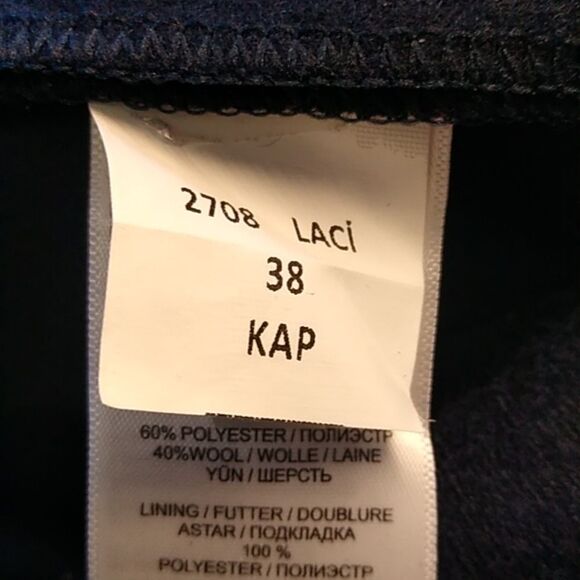 2708 LACİ
38
KAP
60% POLYESTER / ПОЛИЭСТР
40%WOOL / WOLLE / LAINE
YÜN / ШЕРСТЬ
LINING / FUTTER / DOUBLURE
ASTAR / ПОДКЛАДКА
100 %
POLYESTER / ПОЛИЭСТР